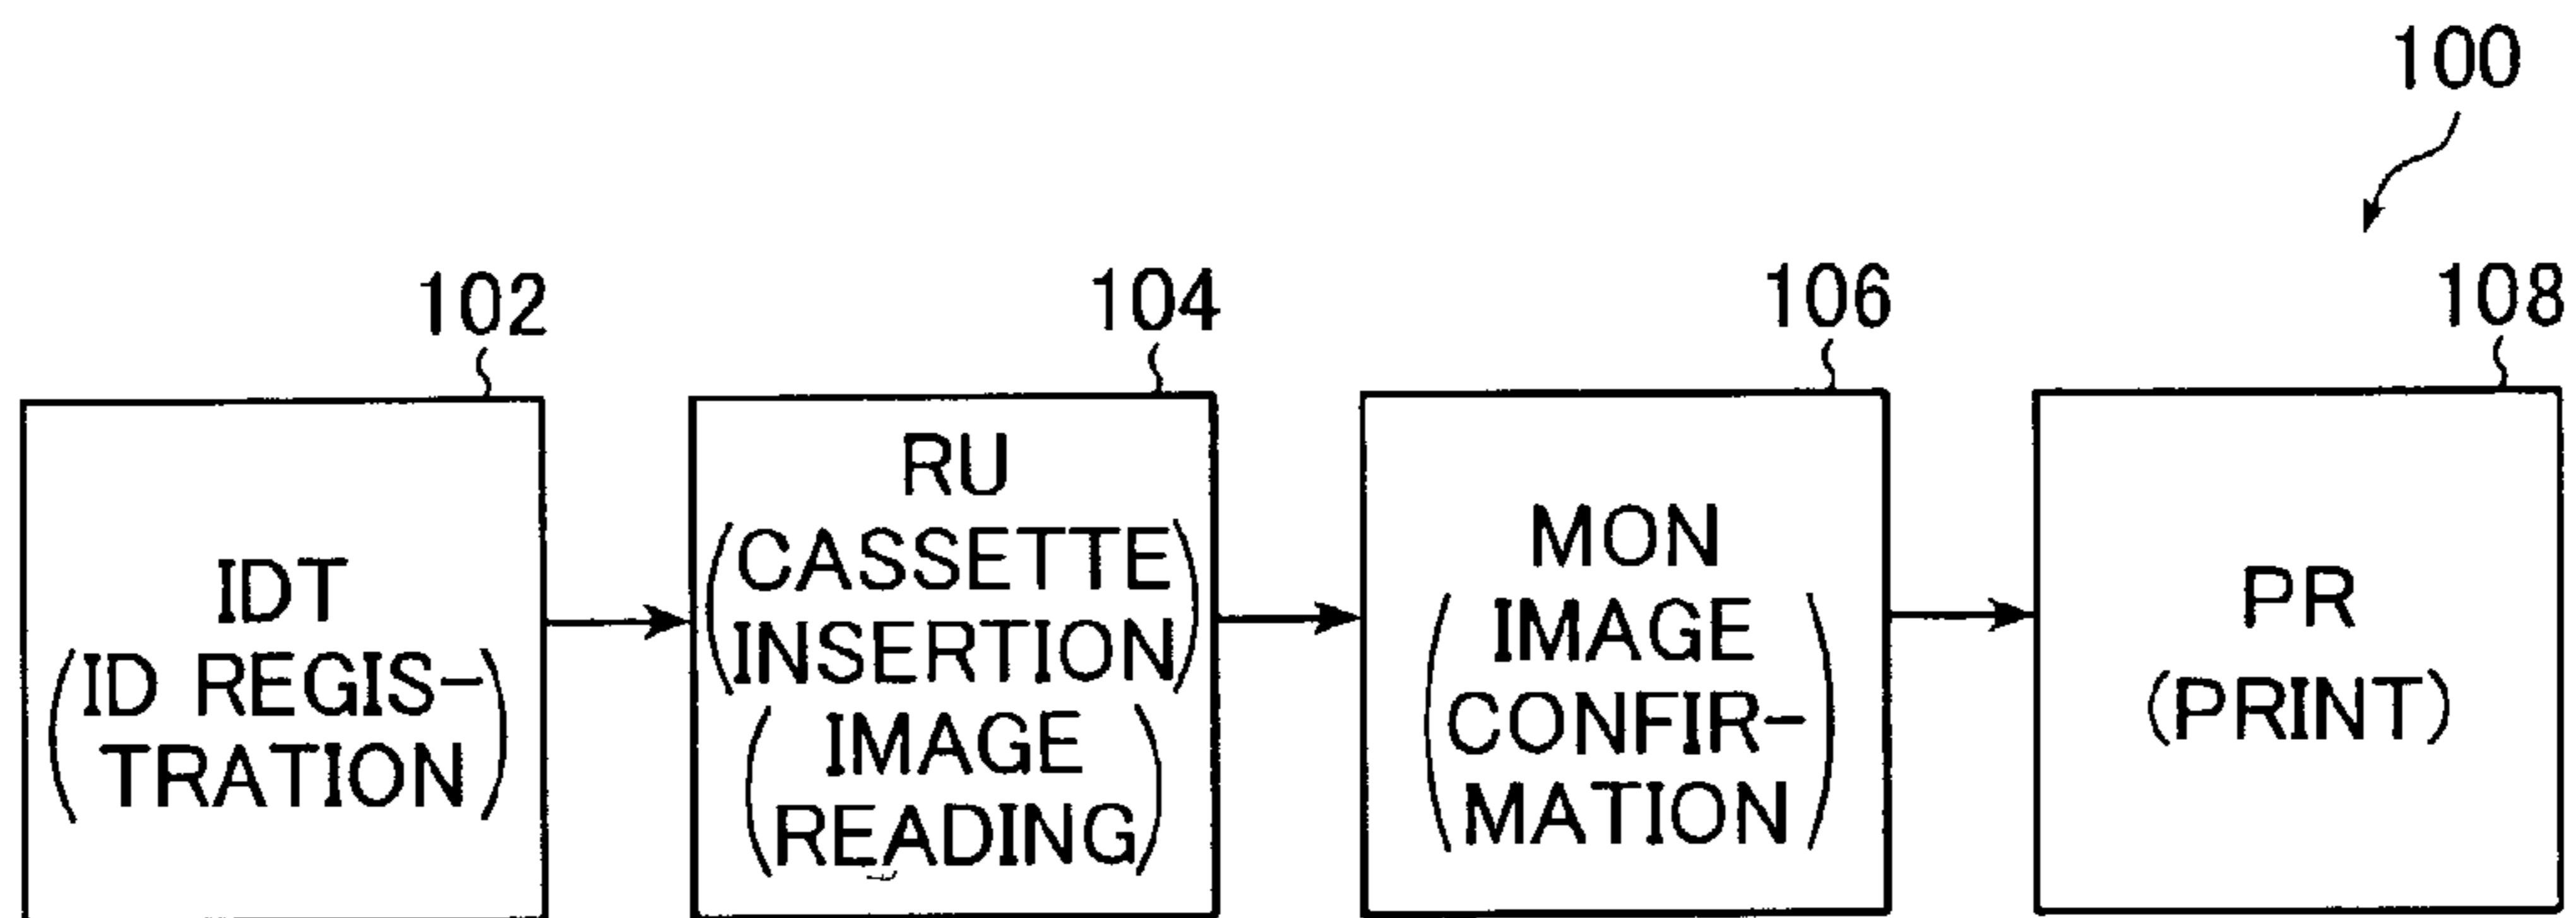 100
102
104
106
108
IDT
(ID REGIS-
TRATION)
RU
(CASSETTE
INSERTION)
(IMAGE
READING)
MON
(IMAGE
CONFIR-
MATION)
PR
(PRINT)